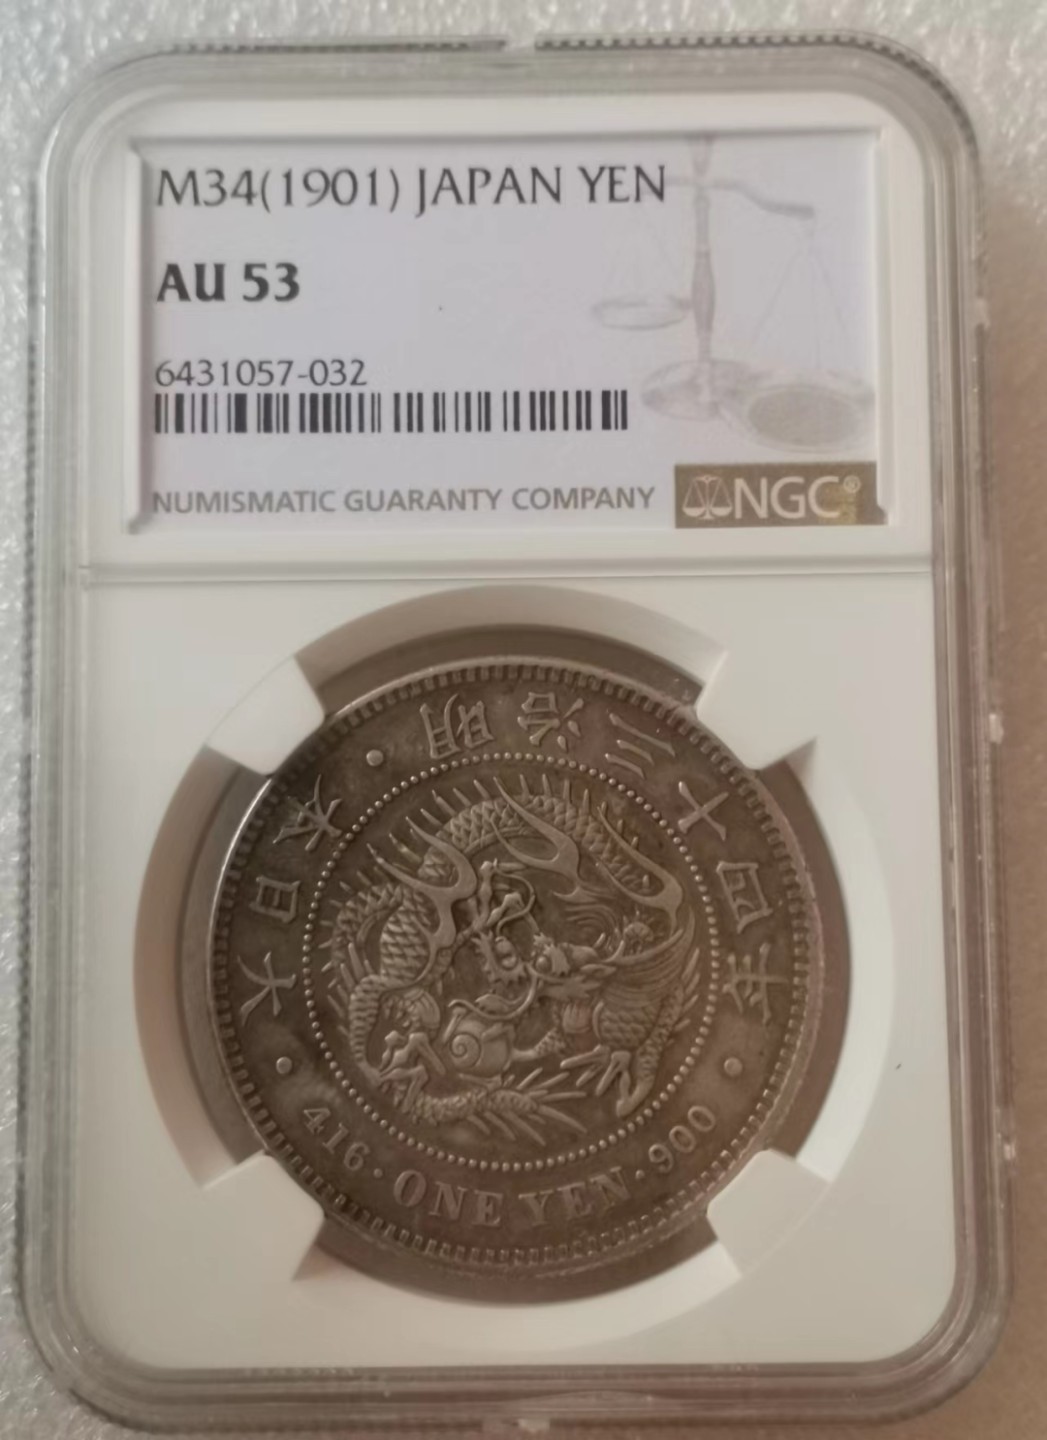 M34(1901) JAPAN YEN
AU 53
6431057-032
NUMISMATIC GUARANTY COMPANY
NGC®
大日本・明治三十四年
416・ONE YEN・900